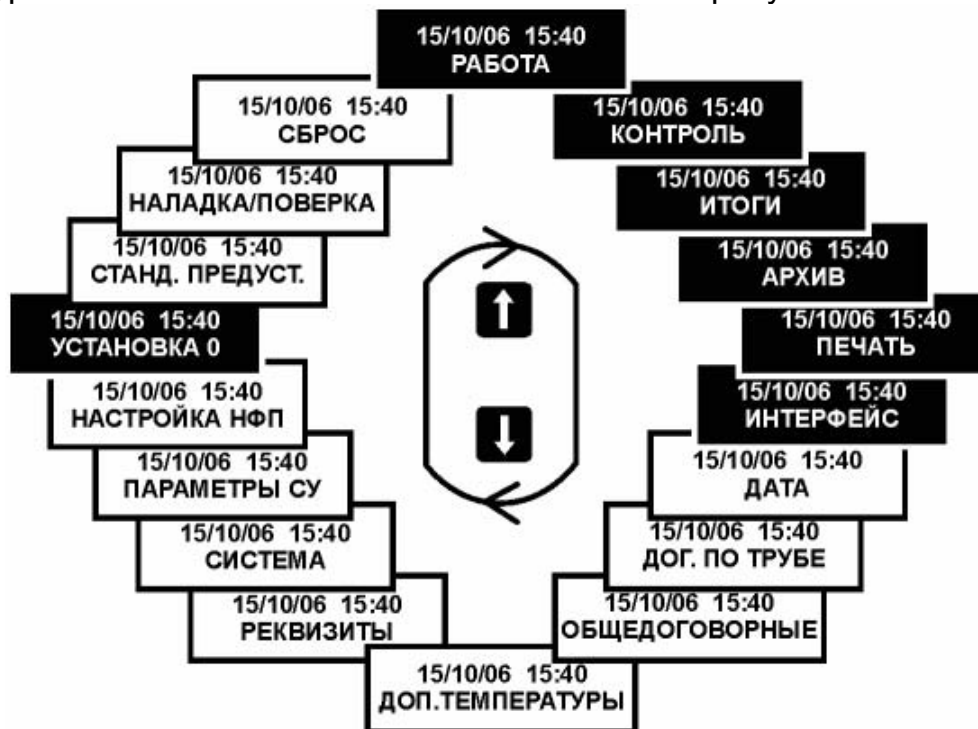 15/10/06 15:40
РАБОТА
15/10/06 15:40
КОНТРОЛЬ
15/10/06 15:40
ИТОГИ
15/10/06 15:40
АРХИВ
15/10/06 15:40
ПЕЧАТЬ
15/10/06 15:40
ИНТЕРФЕЙС
15/10/06 15:40
ДАТА
15/10/06 15:40
ДОГ. ПО ТРУБЕ
15/10/06 15:40
ОБЩЕДОГОВОРНЫЕ
15/10/06 15:40
ДОП.ТЕМПЕРАТУРЫ
15/10/06 15:40
РЕКВИЗИТЫ
15/10/06 15:40
СИСТЕМА
15/10/06 15:40
ПАРАМЕТРЫ СУ
15/10/06 15:40
НАСТРОЙКА НФП
15/10/06 15:40
УСТАНОВКА 0
15/10/06 15:40
СТАНД. ПРЕДУСТ.
15/10/06 15:40
НАЛАДКА/ПОВЕРКА
15/10/06 15:40
СБРОС